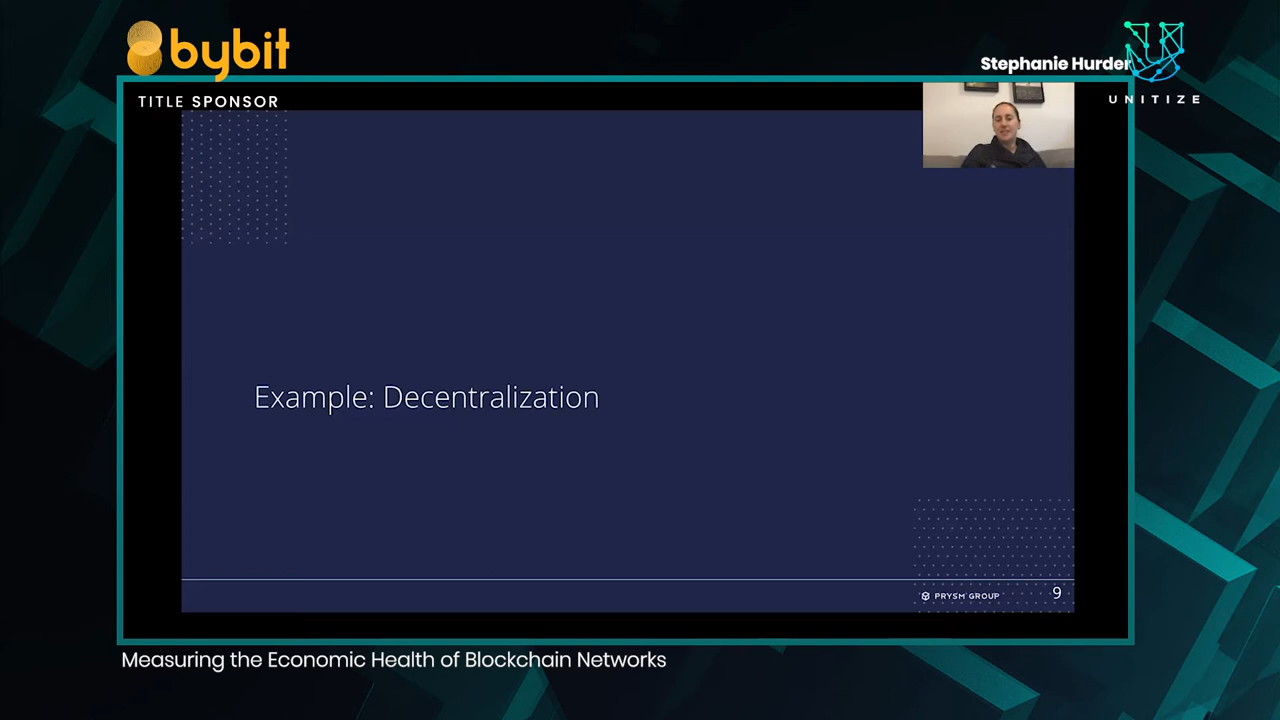 bybit
TITLE SPONSOR
Stephanie Hurder
UNITIZE
Example: Decentralization
PRYSM GROUP
9
Measuring the Economic Health of Blockchain Networks